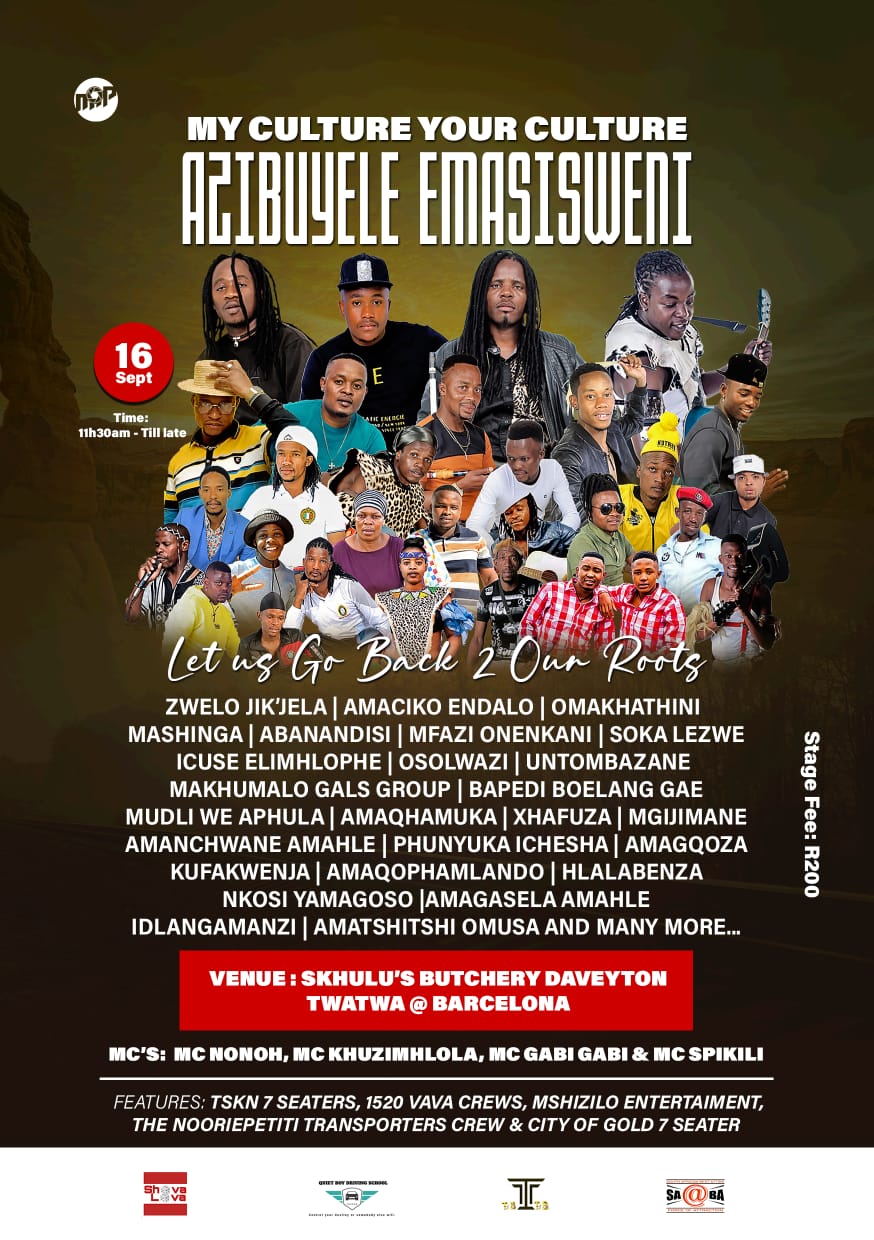 MY CULTURE YOUR CULTURE
AZIBUYELE EMASISWENI
16
Sept
Time:
11h30am - Till late
E
Let us Go Back 2 Our Roots
ZWELO JIK'JELA | AMACIKO ENDALO | OMAKHATHINI
MASHINGA | ABANANDISI | MFAZI ONENKANI | SOKA LEZWE
ICUSE ELIMHLOPHE | OSOLWAZI | UNTOMBAZANE
MAKHUMALO GALS GROUP | BAPEDI BOELANG GAE
MUDLI WE APHULA | AMAQHAMUKA | XHAFUZA | MGIJIMANE
AMANCHWANE AMAHLE | PHUNYUKA ICHESHA | AMAGQOZA
KUFAKWENJA | AMAQOPHAMLANDO | HLALABENZA
NKOSI YAMAGOSO |AMAGASELA AMAHLE
IDLANGAMANZI | AMATSHITSHI OMUSA AND MANY MORE...
Stage Fee: R200
VENUE : SKHULU'S BUTCHERY DAVEYTON
TWATWA @ BARCELONA
MC'S: MC NONOH, MC KHUZIMHLOLA, MC GABI GABI & MC SPIKILI
FEATURES: TSKN 7 SEATERS, 1520 VAVA CREWS, MSHIZILO ENTERTAIMENT,
THE NOORIEPETITI TRANSPORTERS CREW & CITY OF GOLD 7 SEATER
QUIET BOY DRIVING SCHOOL
SA@BA